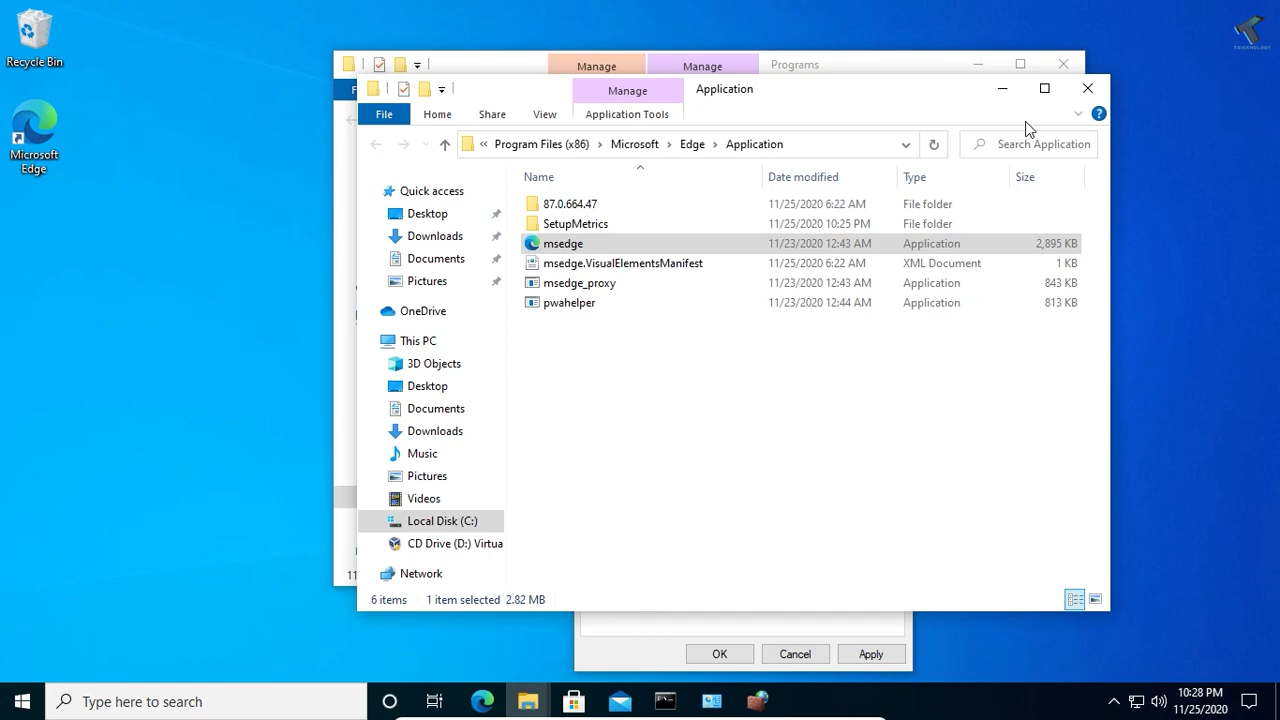 Recycle Bin
Microsoft
Edge
TRICKNOLOGY
Manage
Manage
Programs
F
Manage
Application
File
Home
Share
View
Application Tools
« Program Files (x86) > Microsoft > Edge > Application
Search Application
Name
Date modified
Type
Size
87.0.664.47
11/25/2020 6:22 AM
File folder
SetupMetrics
11/25/2020 10:25 PM
File folder
msedge
11/23/2020 12:43 AM
Application
2,895 KB
msedge.VisualElementsManifest
11/25/2020 6:22 AM
XML Document
1 KB
msedge_proxy
11/23/2020 12:43 AM
Application
843 KB
pwahelper
11/23/2020 12:44 AM
Application
813 KB
Quick access
Desktop
Downloads
Documents
Pictures
OneDrive
This PC
3D Objects
Desktop
Documents
Downloads
Music
Pictures
Videos
Local Disk (C:)
CD Drive (D:) Virtua
Network
11
6 items
1 item selected 2.82 MB
OK
Cancel
Apply
Type here to search
10:28 PM
11/25/2020